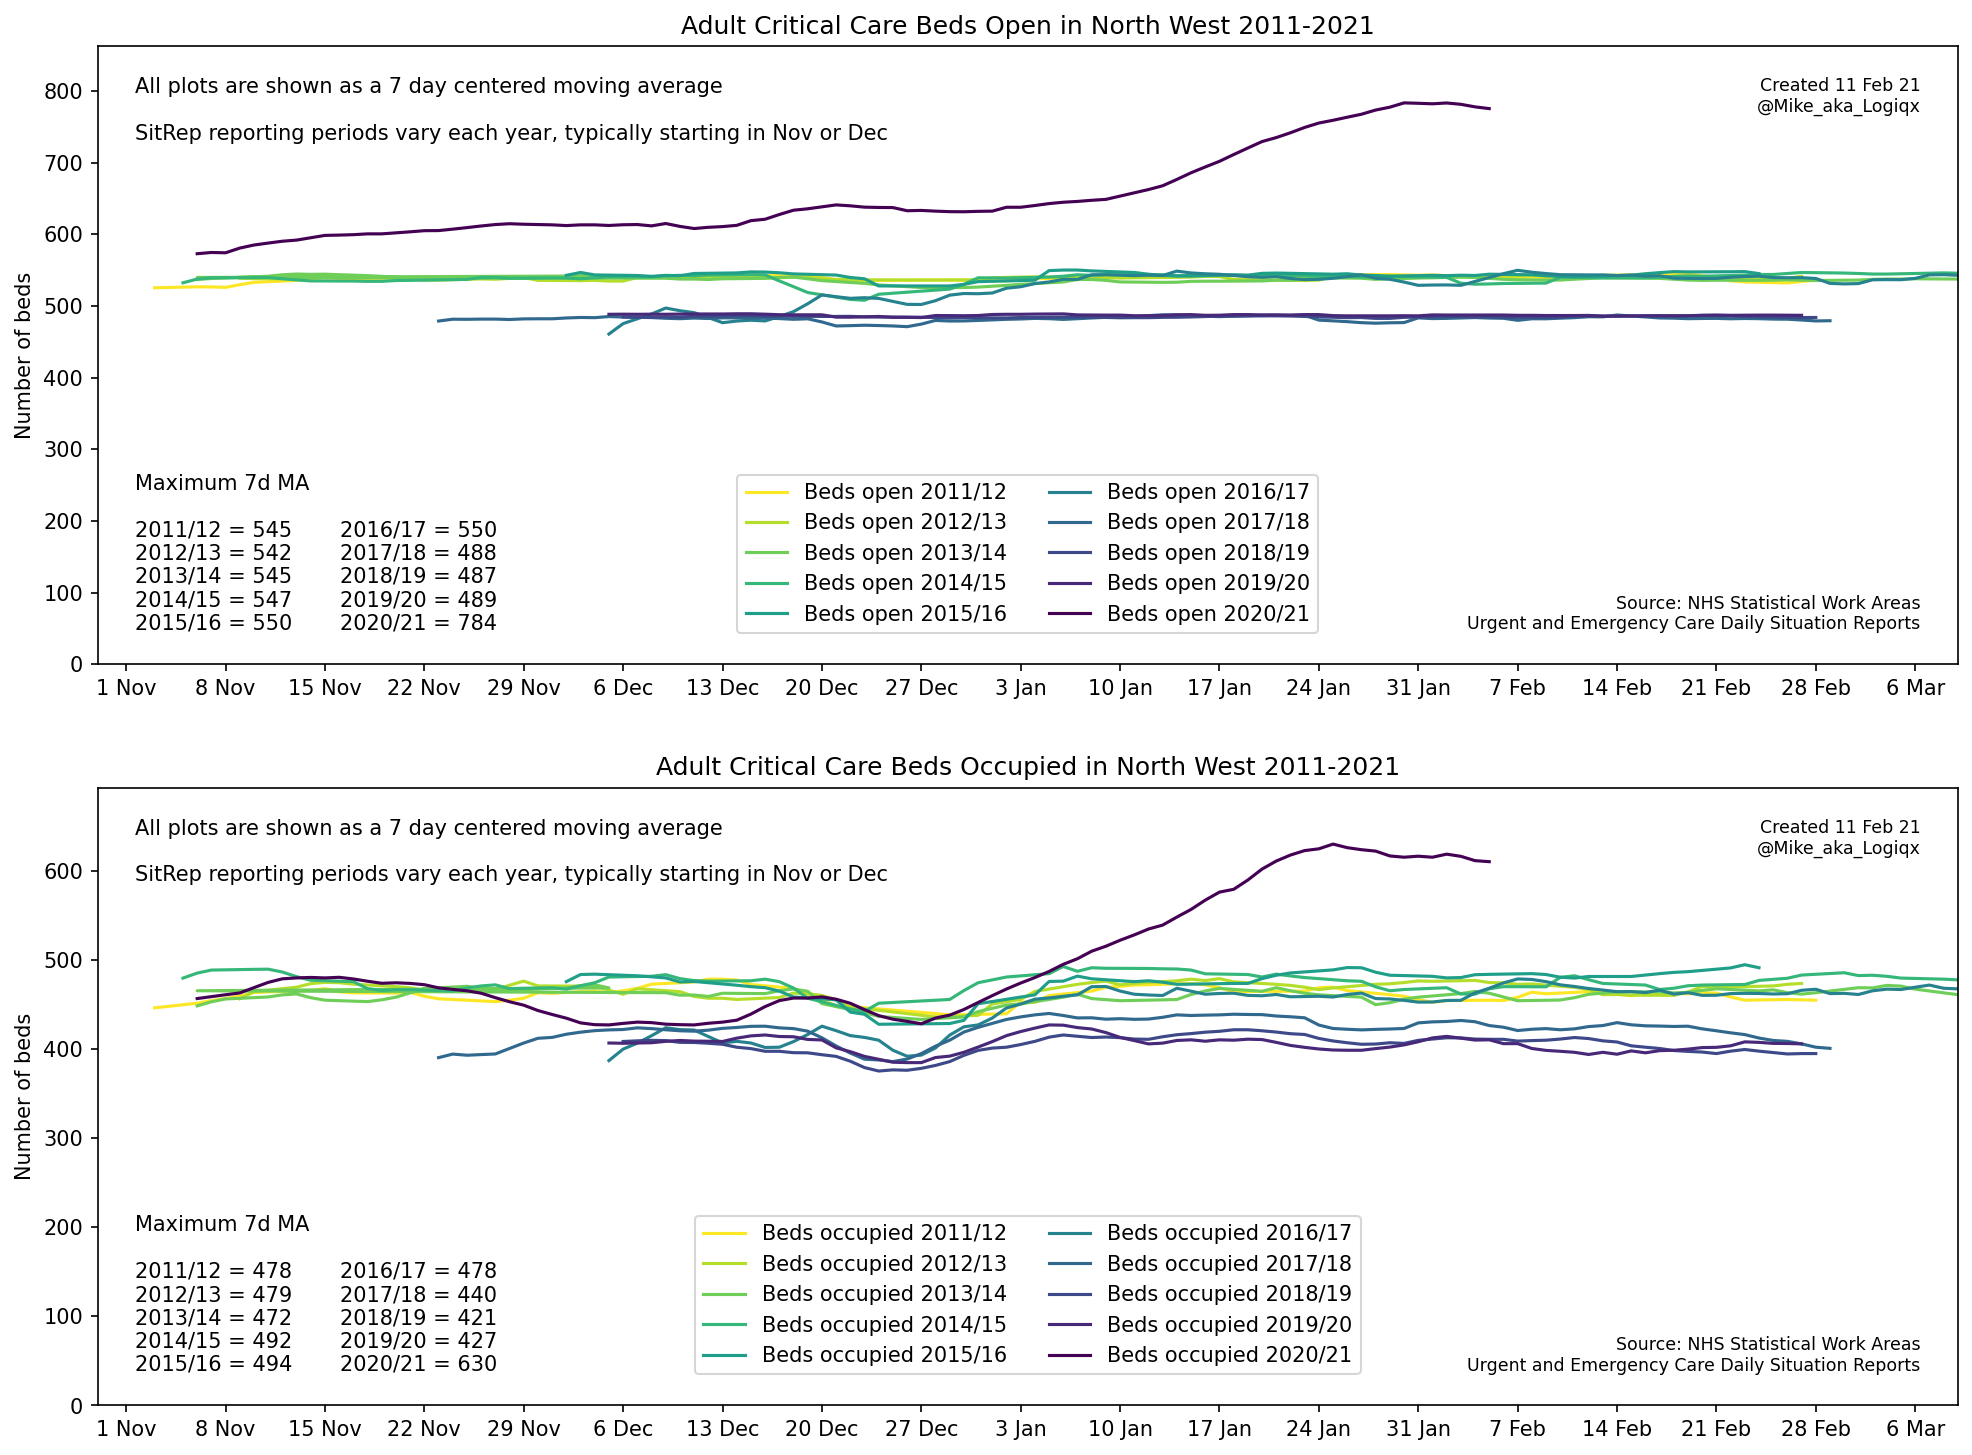 Adult Critical Care Beds Open in North West 2011-2021
All plots are shown as a 7 day centered moving average
SitRep reporting periods vary each year, typically starting in Nov or Dec
Created 11 Feb 21
@Mike_aka_Logiqx
Number of beds
800
700
600
500
400
300
200
100
0
Maximum 7d MA
2011/12 = 545 2016/17 = 550
2012/13 = 542 2017/18 = 488
2013/14 = 545 2018/19 = 487
2014/15 = 547 2019/20 = 489
2015/16 = 550 2020/21 = 784
Beds open 2011/12 Beds open 2016/17
Beds open 2012/13 Beds open 2017/18
Beds open 2013/14 Beds open 2018/19
Beds open 2014/15 Beds open 2019/20
Beds open 2015/16 Beds open 2020/21
Source: NHS Statistical Work Areas
Urgent and Emergency Care Daily Situation Reports
1 Nov 8 Nov 15 Nov 22 Nov 29 Nov 6 Dec 13 Dec 20 Dec 27 Dec 3 Jan 10 Jan 17 Jan 24 Jan 31 Jan 7 Feb 14 Feb 21 Feb 28 Feb 6 Mar
Adult Critical Care Beds Occupied in North West 2011-2021
All plots are shown as a 7 day centered moving average
SitRep reporting periods vary each year, typically starting in Nov or Dec
Created 11 Feb 21
@Mike_aka_Logiqx
Number of beds
600
500
400
300
200
100
0
Maximum 7d MA
2011/12 = 478 2016/17 = 478
2012/13 = 479 2017/18 = 440
2013/14 = 472 2018/19 = 421
2014/15 = 492 2019/20 = 427
2015/16 = 494 2020/21 = 630
Beds occupied 2011/12 Beds occupied 2016/17
Beds occupied 2012/13 Beds occupied 2017/18
Beds occupied 2013/14 Beds occupied 2018/19
Beds occupied 2014/15 Beds occupied 2019/20
Beds occupied 2015/16 Beds occupied 2020/21
Source: NHS Statistical Work Areas
Urgent and Emergency Care Daily Situation Reports
1 Nov 8 Nov 15 Nov 22 Nov 29 Nov 6 Dec 13 Dec 20 Dec 27 Dec 3 Jan 10 Jan 17 Jan 24 Jan 31 Jan 7 Feb 14 Feb 21 Feb 28 Feb 6 Mar